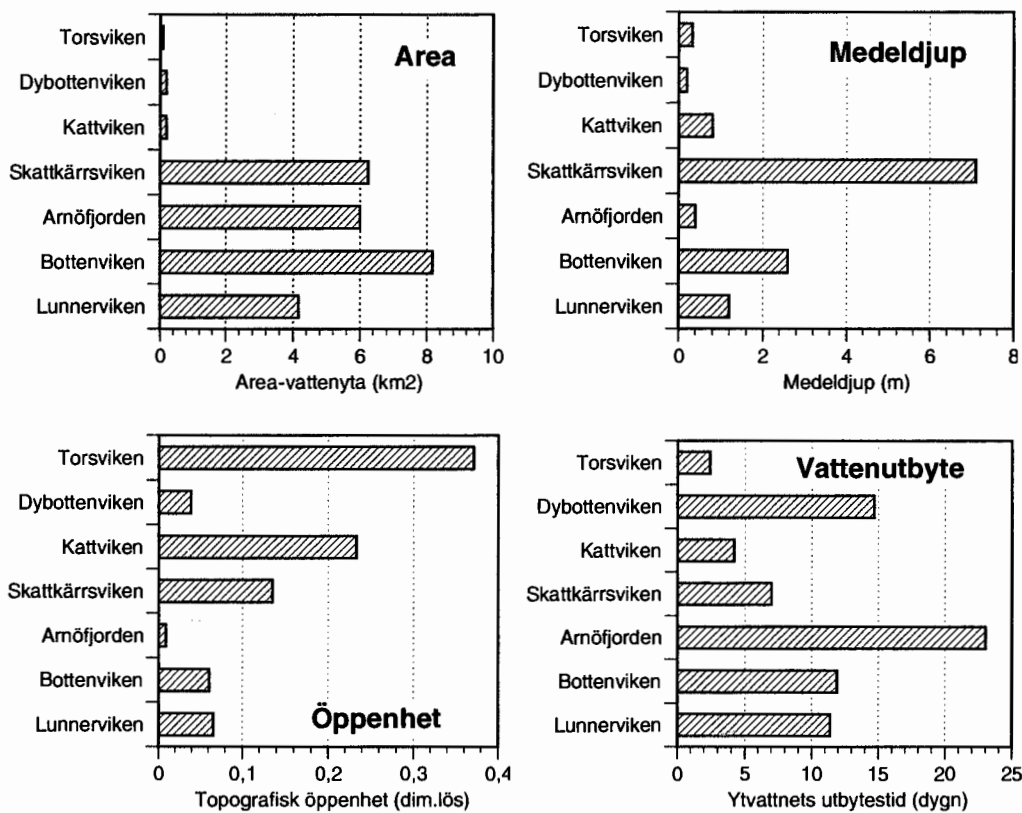 Area
Torsviken
Dybottenviken
Kattviken
Skattkärrsviken
Arnöfjorden
Bottenviken
Lunnerviken
0 2 4 6 8 10
Area-vattenyta (km2)
Medeldjup
Torsviken
Dybottenviken
Kattviken
Skattkärrsviken
Arnöfjorden
Bottenviken
Lunnerviken
0 2 4 6 8
Medeldjup (m)
Torsviken
Dybottenviken
Kattviken
Skattkärrsviken
Arnöfjorden
Bottenviken
Lunnerviken
Öppenhet
0 0,1 0,2 0,3 0,4
Topografisk öppenhet (dim.lös)
Vattenutbyte
Torsviken
Dybottenviken
Kattviken
Skattkärrsviken
Arnöfjorden
Bottenviken
Lunnerviken
0 5 10 15 20 25
Ytvattnets utbytestid (dygn)